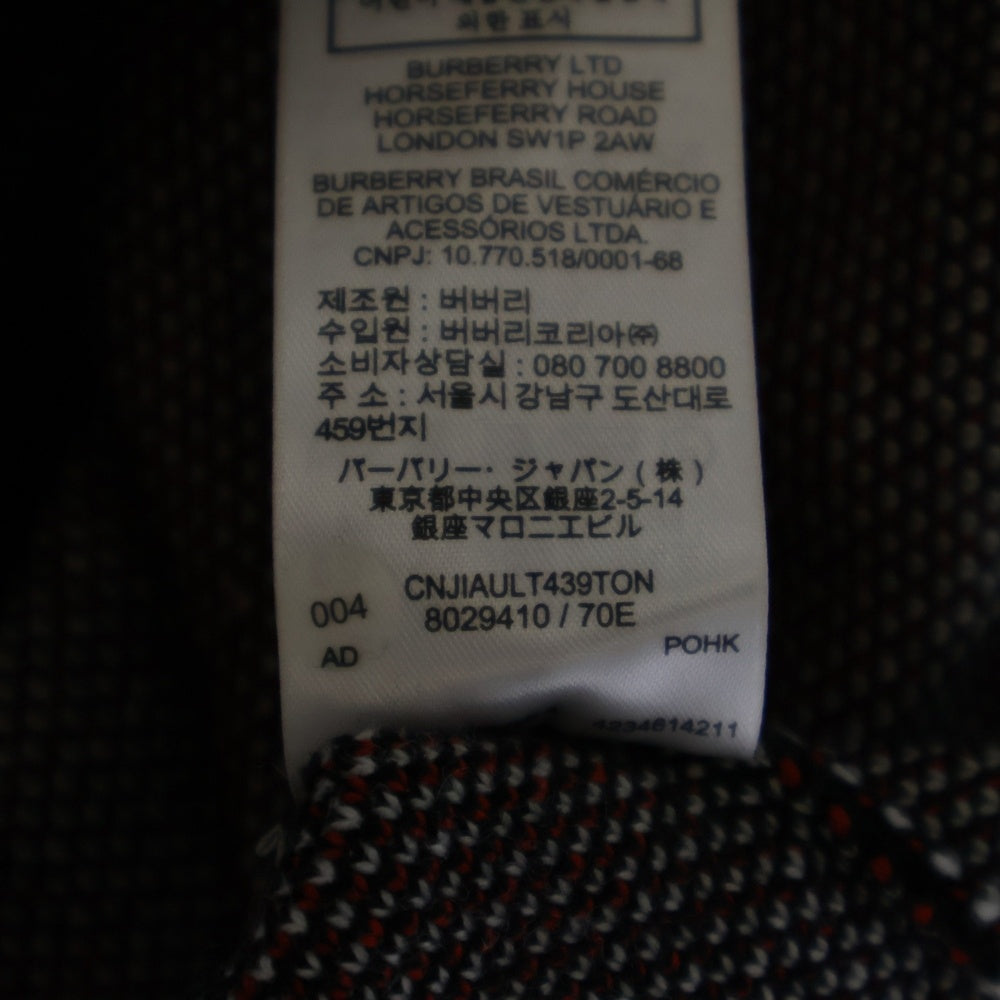 의한 표시
BURBERRY LTD
HORSEFERRY HOUSE
HORSEFERRY ROAD
LONDON SW1P 2AW
BURBERRY BRASIL COMÉRCIO
DE ARTIGOS DE VESTUÁRIO E
ACESSÓRIOS LTDA.
CNPJ: 10.770.518/0001-68
제조원 : 버버리
수입원 : 버버리코리아㈜
소비자상담실 : 080 700 8800
주 소 : 서울시 강남구 도산대로
459번지
バーバリー· ジャパン ( 株 )
東京都中央区銀座2-5-14
銀座マロニエビル
CNJIAULT439TON
004 8029410 / 70E
AD POHK